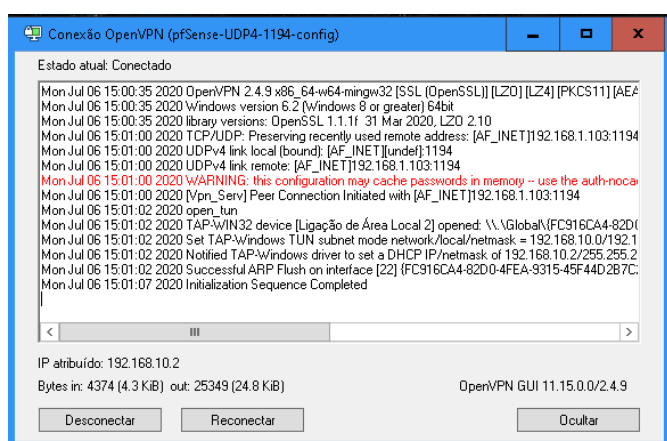 Conexão OpenVPN (pfSense-UDP4-1194-config)
Estado atual: Conectado
Mon Jul 06 15:00:35 2020 OpenVPN 2.4.9 x86_64-w64-mingw32 [SSL (OpenSSL)] [LZO] [LZ4] [PKCS11] [AEA
Mon Jul 06 15:00:35 2020 Windows version 6.2 (Windows 8 or greater) 64bit
Mon Jul 06 15:00:35 2020 library versions: OpenSSL 1.1.1f 31 Mar 2020, LZO 2.10
Mon Jul 06 15:01:00 2020 TCP/UDP: Preserving recently used remote address: [AF_INET]192.168.1.103:1194
Mon Jul 06 15:01:00 2020 UDPv4 link local (bound): [AF_INET][undef]:1194
Mon Jul 06 15:01:00 2020 UDPv4 link remote: [AF_INET]192.168.1.103:1194
Mon Jul 06 15:01:00 2020 WARNING: this configuration may cache passwords in memory -- use the auth-noca
Mon Jul 06 15:01:00 2020 [Vpn_Serv] Peer Connection Initiated with [AF_INET]192.168.1.103:1194
Mon Jul 06 15:01:02 2020 open_tun
Mon Jul 06 15:01:02 2020 TAP-WIN32 device [Ligação de Área Local 2] opened: \\.\Global\{FC916CA4-82D0
Mon Jul 06 15:01:02 2020 Set TAP-Windows TUN subnet mode network/local/netmask = 192.168.10.0/192.1
Mon Jul 06 15:01:02 2020 Notified TAP-Windows driver to set a DHCP IP/netmask of 192.168.10.2/255.255.2
Mon Jul 06 15:01:02 2020 Successful ARP Flush on interface [22] {FC916CA4-82D0-4FEA-9315-45F44D2B7C
Mon Jul 06 15:01:07 2020 Initialization Sequence Completed
IP atribuído: 192.168.10.2
Bytes in: 4374 (4.3 KiB) out: 25349 (24.8 KiB)
OpenVPN GUI 11.15.0.0/2.4.9
Desconectar
Reconectar
Ocultar